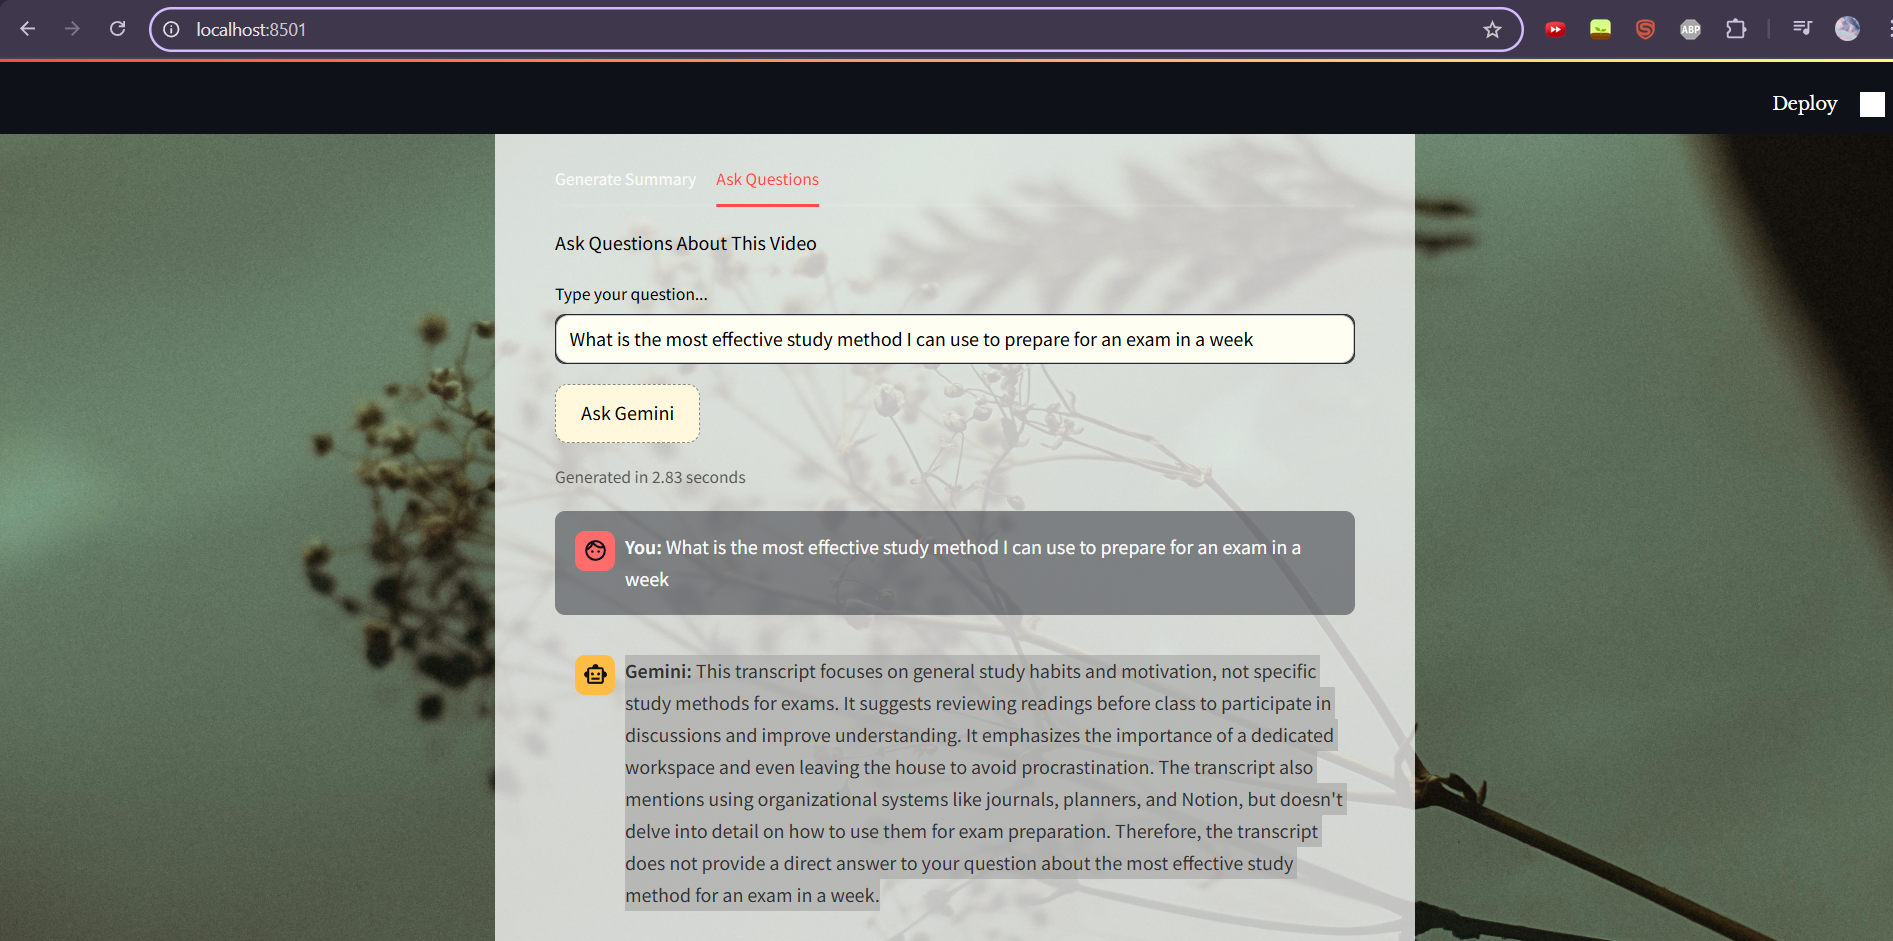 localhost:8501
ABP
Deploy
Generate Summary Ask Questions
Ask Questions About This Video
Type your question...
What is the most effective study method I can use to prepare for an exam in a week
Ask Gemini
Generated in 2.83 seconds
You: What is the most effective study method I can use to prepare for an exam in a
week
Gemini: This transcript focuses on general study habits and motivation, not specific
study methods for exams. It suggests reviewing readings before class to participate in
discussions and improve understanding. It emphasizes the importance of a dedicated
workspace and even leaving the house to avoid procrastination. The transcript also
mentions using organizational systems like journals, planners, and Notion, but doesn't
delve into detail on how to use them for exam preparation. Therefore, the transcript
does not provide a direct answer to your question about the most effective study
method for an exam in a week.